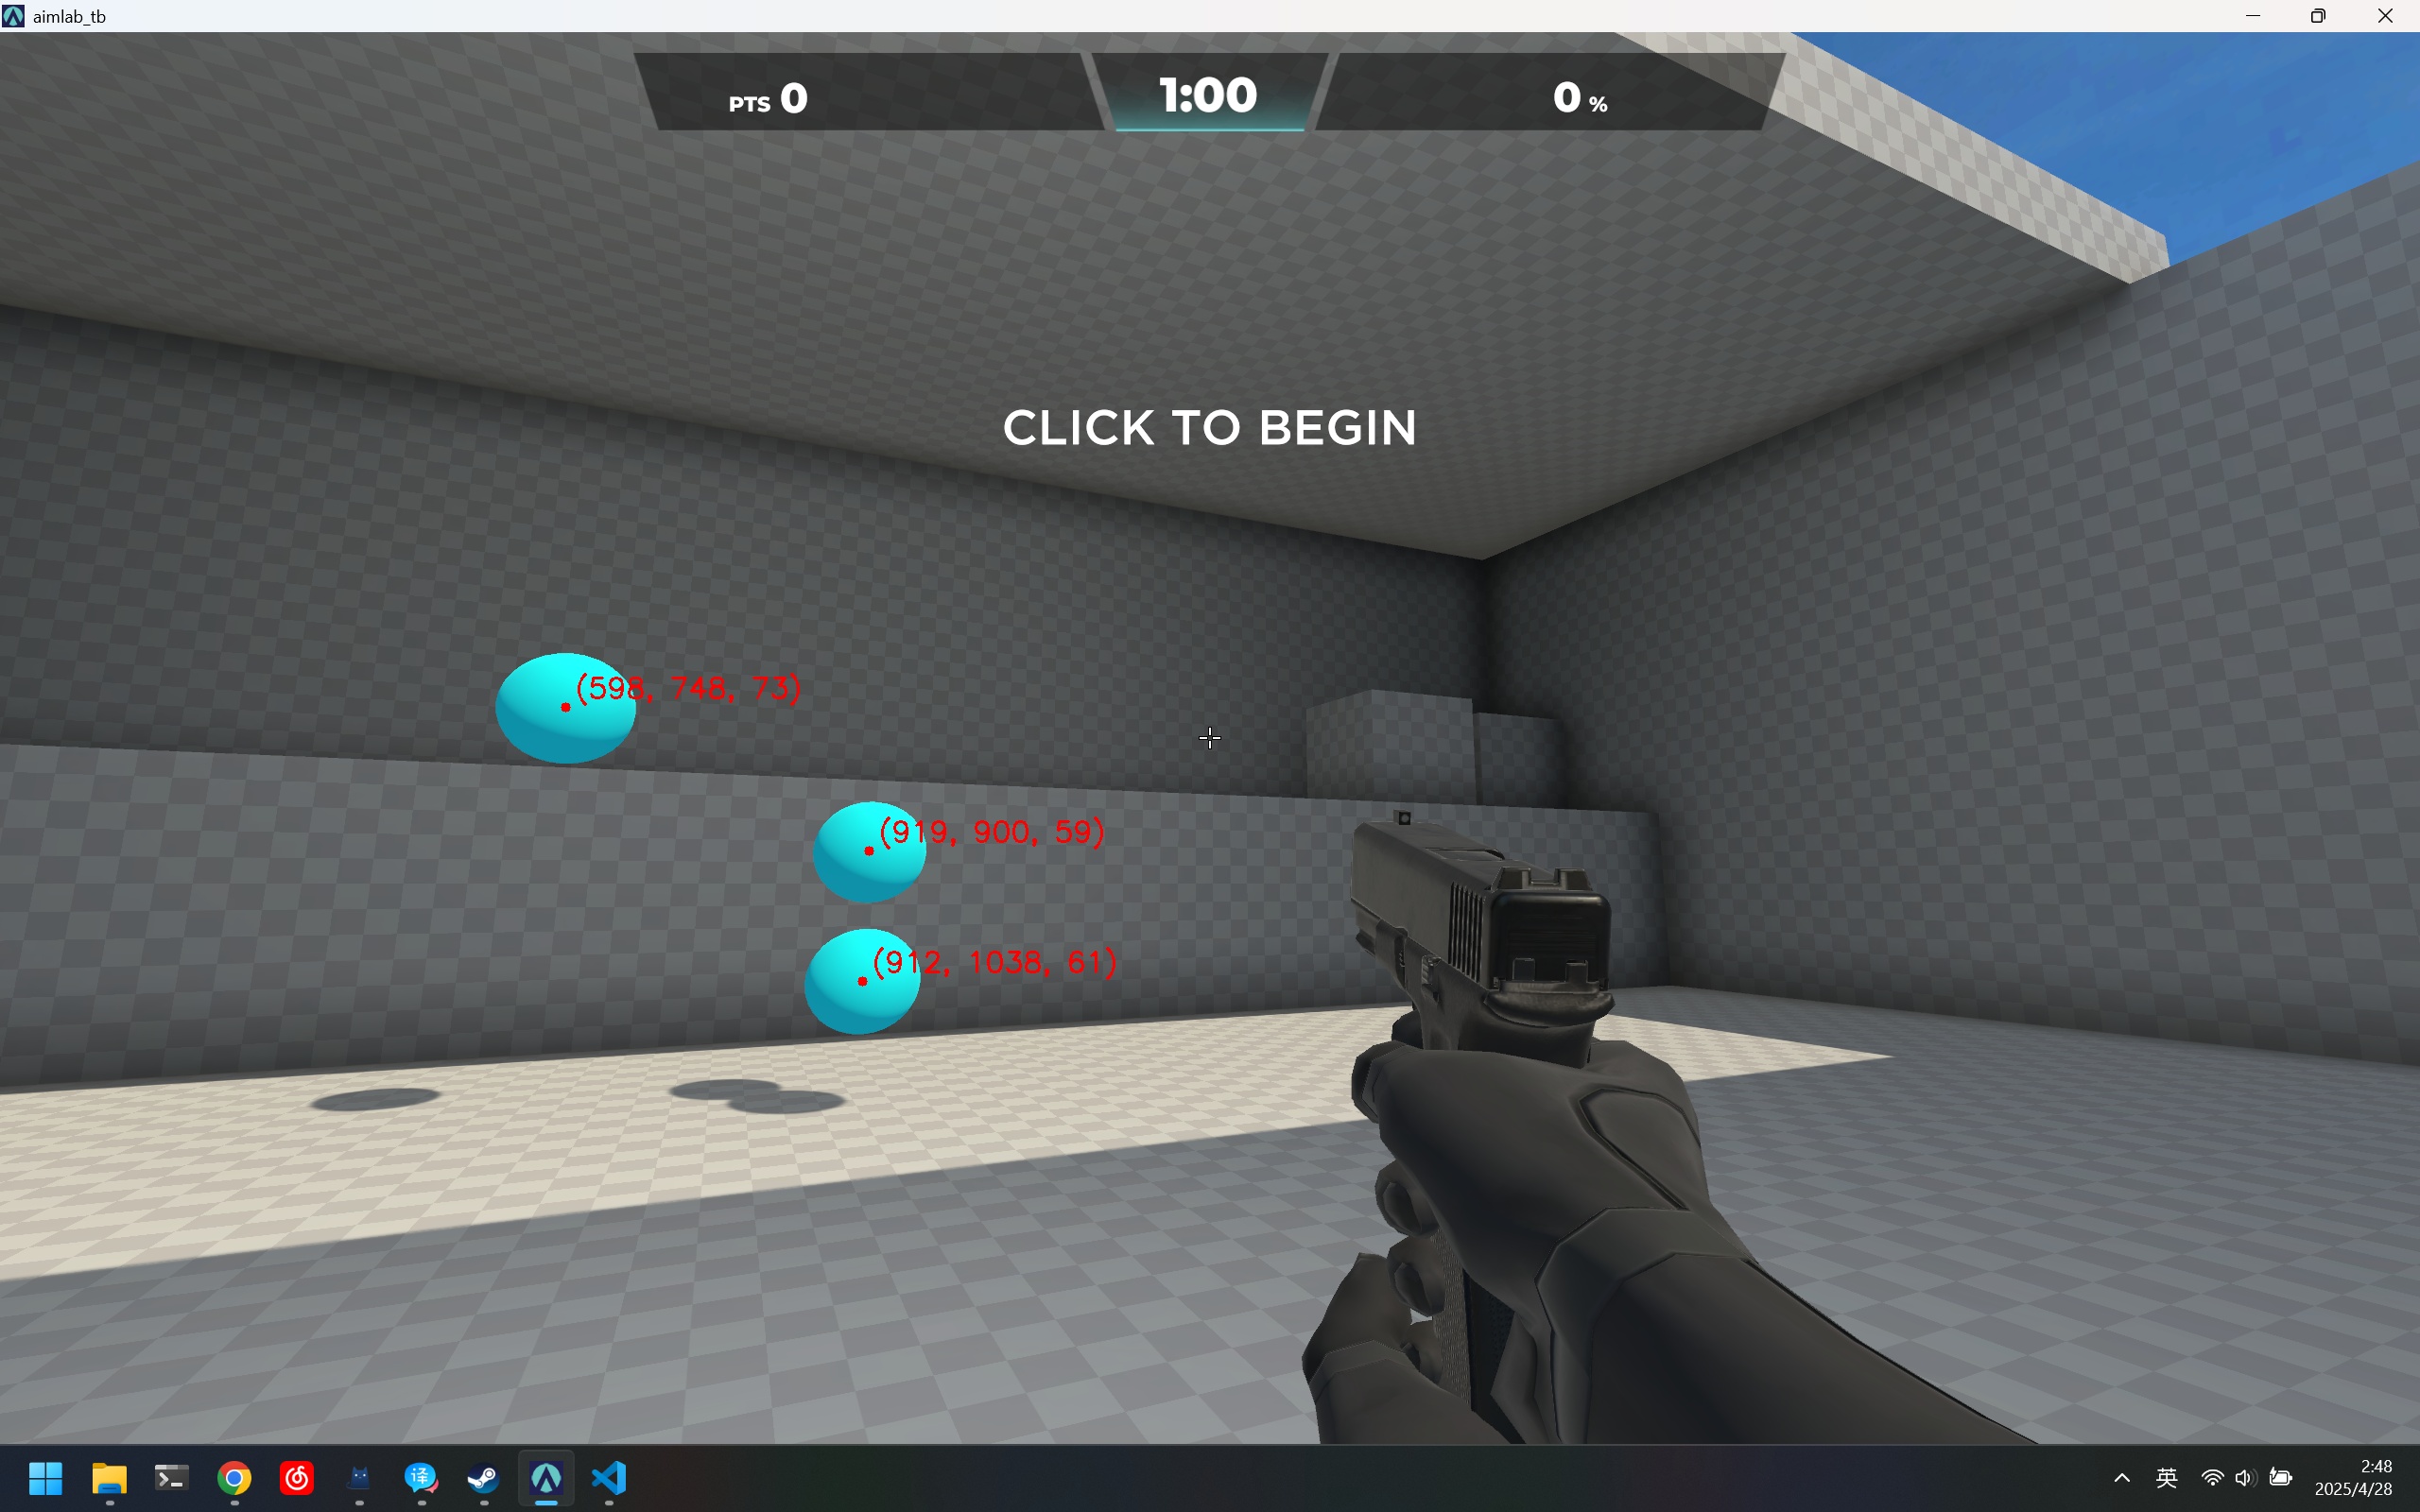 aimlab_tb
PTS 0
1:00
0 %
CLICK TO BEGIN
(598, 748, 73)
(919, 900, 59)
(912, 1038, 61)
译
英
2:48
2025/4/28